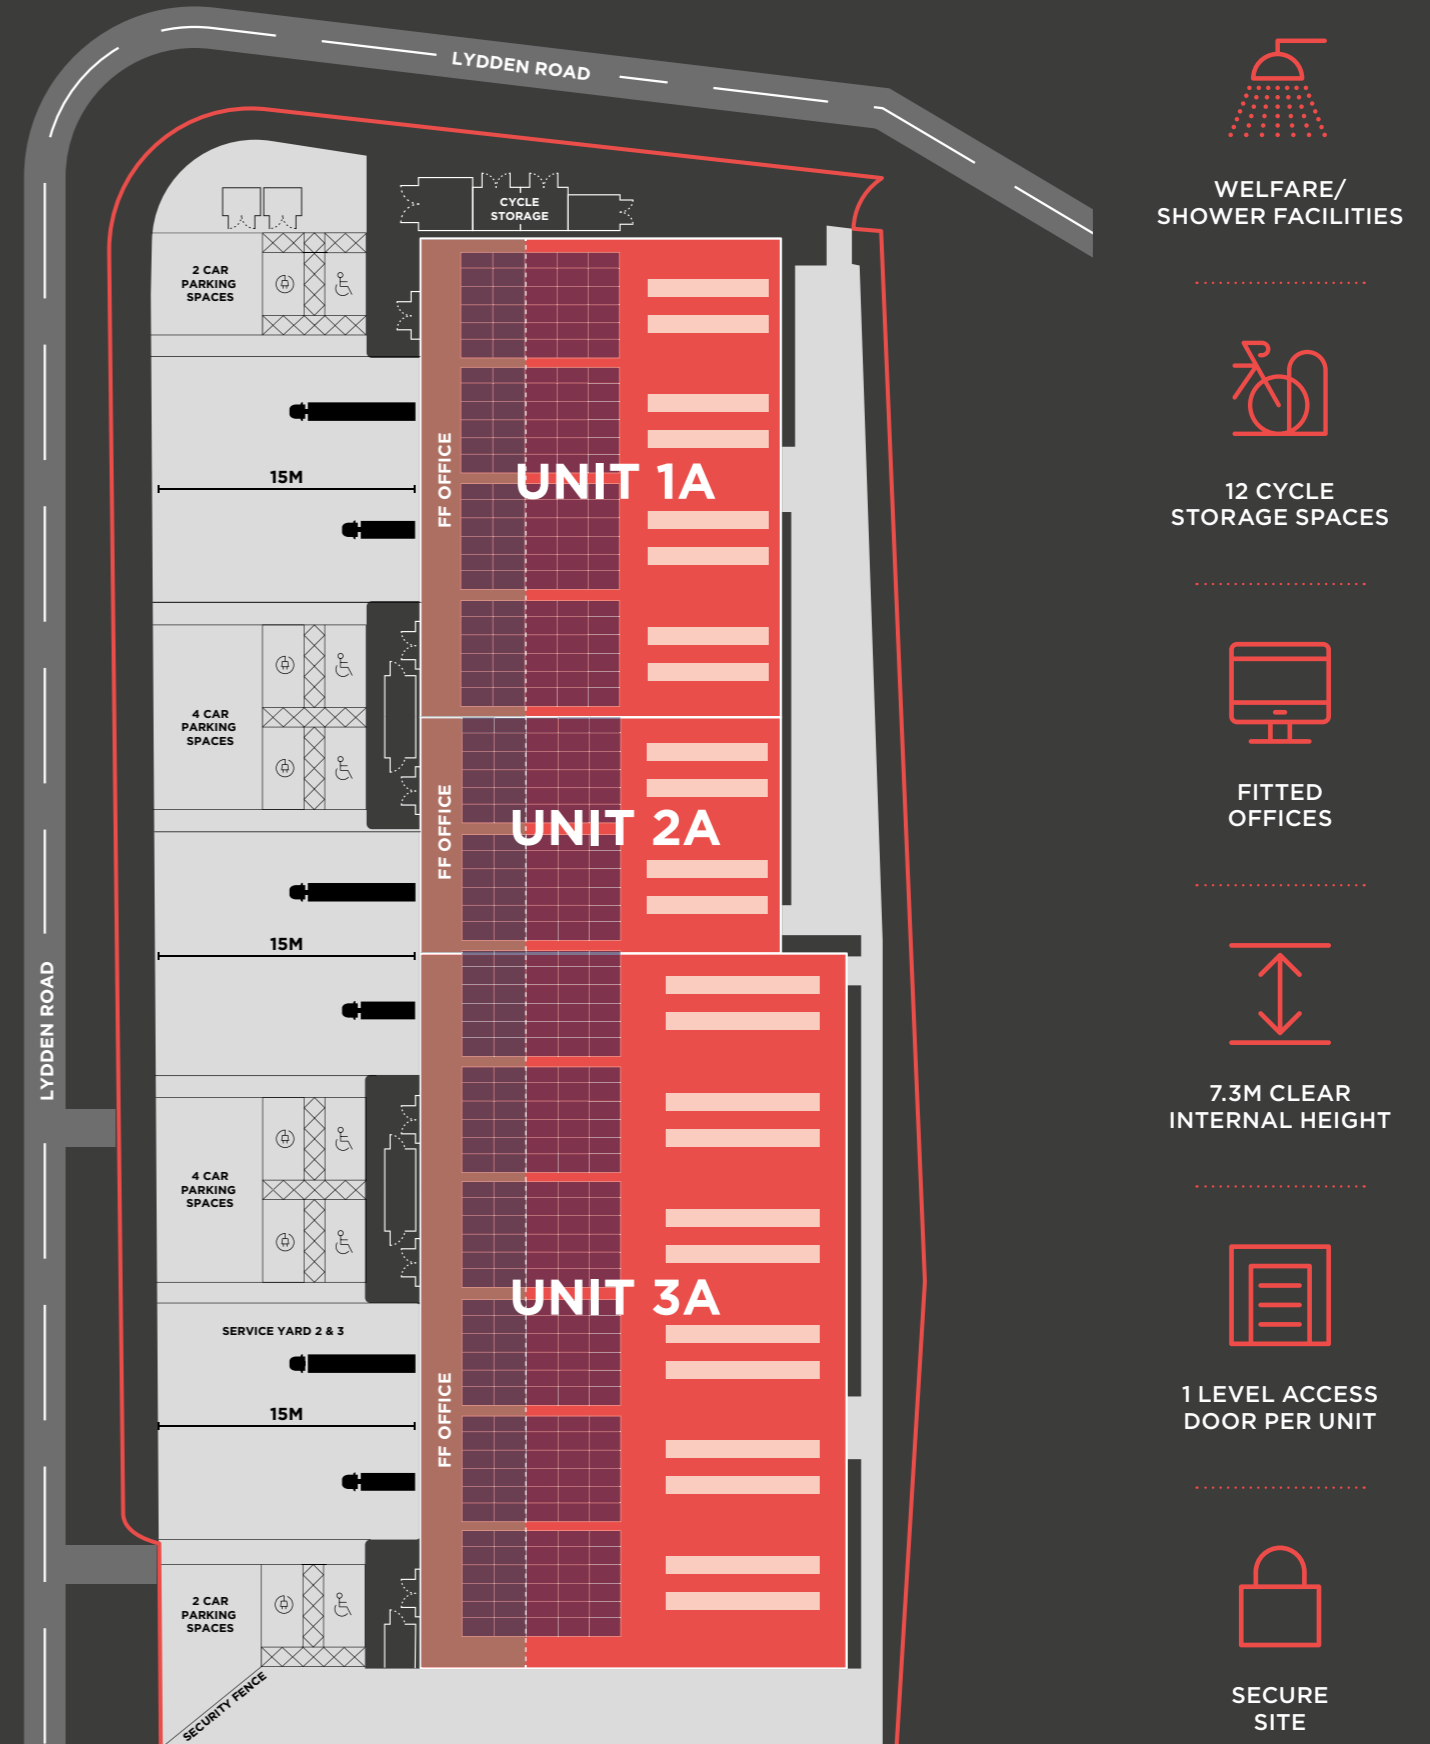 LYDDEN ROAD
CYCLE
STORAGE
2 CAR
PARKING
SPACES
FF OFFICE
UNIT 1A
15M
4 CAR
PARKING
SPACES
FF OFFICE
UNIT 2A
15M
LYDDEN ROAD
4 CAR
PARKING
SPACES
UNIT 3A
SERVICE YARD 2 & 3
FF OFFICE
15M
2 CAR
PARKING
SPACES
SECURITY FENCE
WELFARE/
SHOWER FACILITIES
12 CYCLE
STORAGE SPACES
FITTED
OFFICES
7.3M CLEAR
INTERNAL HEIGHT
1 LEVEL ACCESS
DOOR PER UNIT
SECURE
SITE